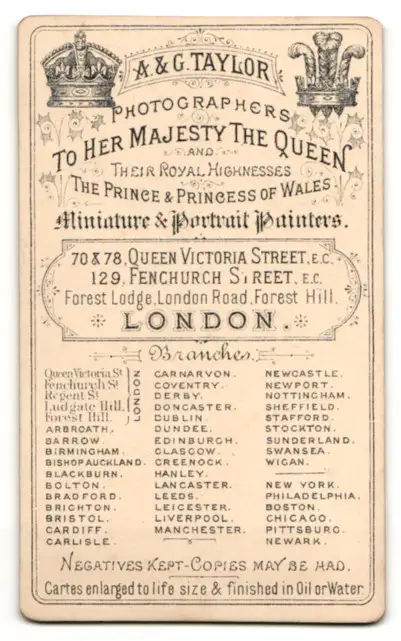 A. & G. TAYLOR
PHOTOGRAPHERS
TO HER MAJESTY THE QUEEN
AND
THEIR ROYAL HIGHNESSES
THE PRINCE & PRINCESS OF WALES.
Miniature & Portrait Painters.
70 & 78, QUEEN VICTORIA STREET, E.C.
129, FENCHURCH STREET, E.C.
Forest Lodge, London Road, Forest Hill.
LONDON.
Branches.
Queen Victoria St
Fenchurch St
Regent St
Ludgate Hill.
Forest Hill.
LONDON
ARBROATH.
BARROW.
BIRMINGHAM.
BISHOP AUCKLAND.
BLACKBURN.
BOLTON.
BRADFORD.
BRIGHTON.
BRISTOL.
CARDIFF.
CARLISLE.
CARNARVON.
COVENTRY.
DERBY.
DONCASTER.
DUBLIN.
DUNDEE.
EDINBURGH.
GLASGOW.
GREENOCK.
HANLEY.
LANCASTER.
LEEDS.
LEICESTER.
LIVERPOOL.
MANCHESTER.
NEWCASTLE.
NEWPORT.
NOTTINGHAM.
SHEFFIELD.
STAFFORD.
STOCKTON.
SUNDERLAND.
SWANSEA.
WIGAN.
NEW YORK.
PHILADELPHIA.
BOSTON.
CHICAGO.
PITTSBURG.
NEWARK.
NEGATIVES KEPT-COPIES MAY BE HAD.
Cartes enlarged to life size & finished in Oil or Water